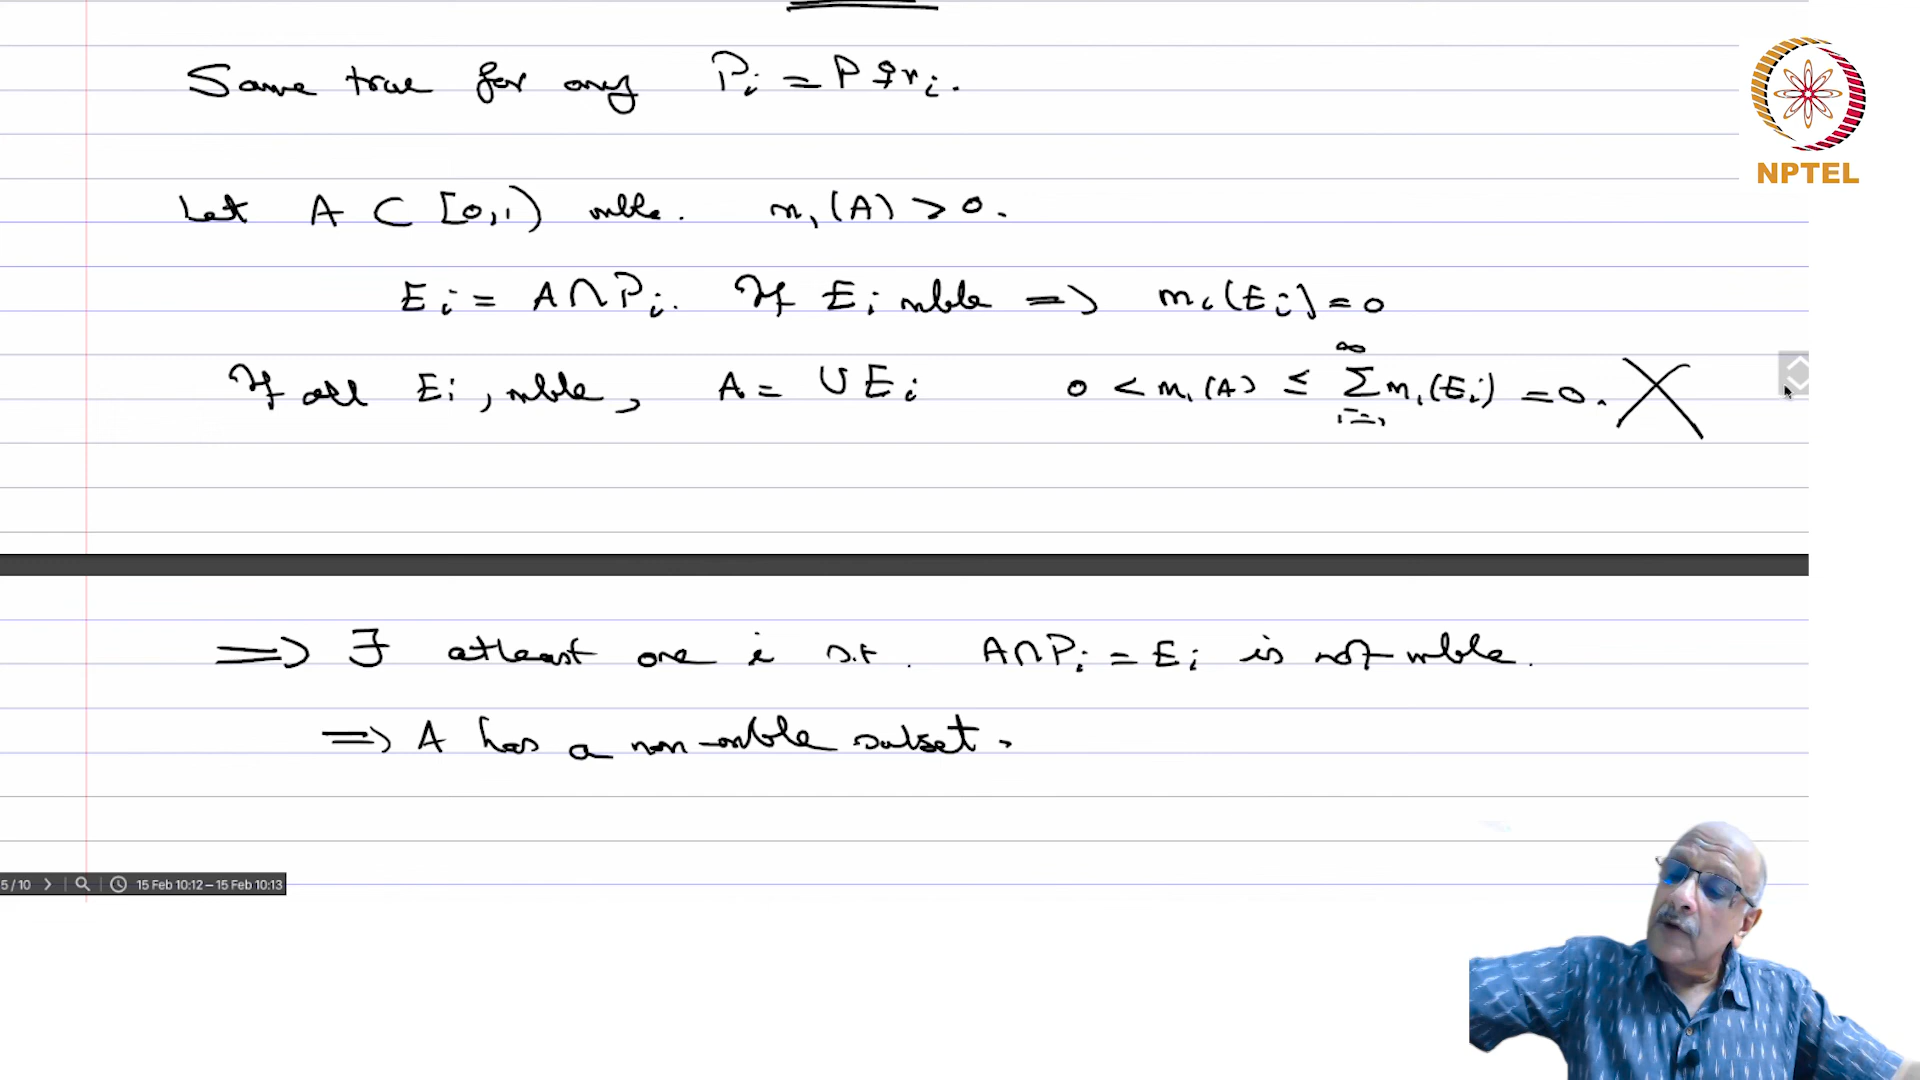 Same true for any Pᵢ = P ∔ rᵢ.
NPTEL
Let A ⊂ [0,1) mble. m₁(A) > 0.
Eᵢ = A∩Pᵢ. If Eᵢ mble ⟹ m₁(Eᵢ) = 0
If all Eᵢ, mble, A = ∪Eᵢ 0 < m₁(A) ≤ ∑_{i=1}^{∞} m₁(Eᵢ) = 0. X
⟹ ∃ atleast one i s.t. A∩Pᵢ = Eᵢ is not mble.
⟹ A has a non-mble subset.
5/10 15 Feb 10:12 – 15 Feb 10:13